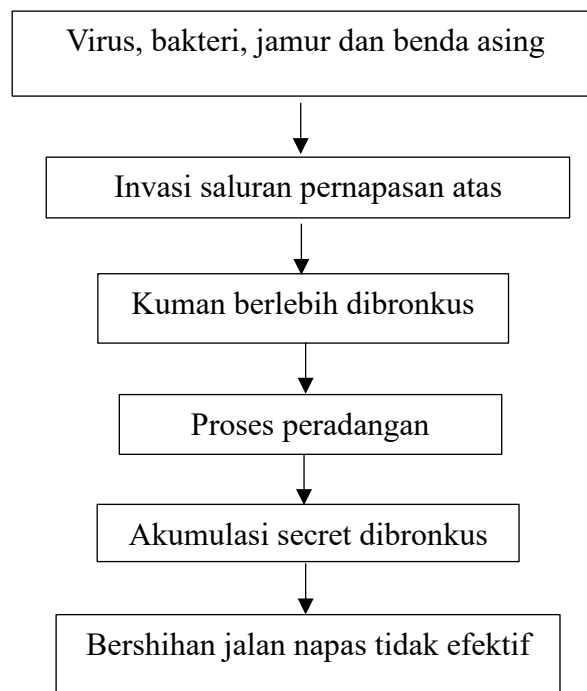 Virus, bakteri, jamur dan benda asing
Invasi saluran pernapasan atas
Kuman berlebih dibronkus
Proses peradangan
Akumulasi secret dibronkus
Bershihan jalan napas tidak efektif